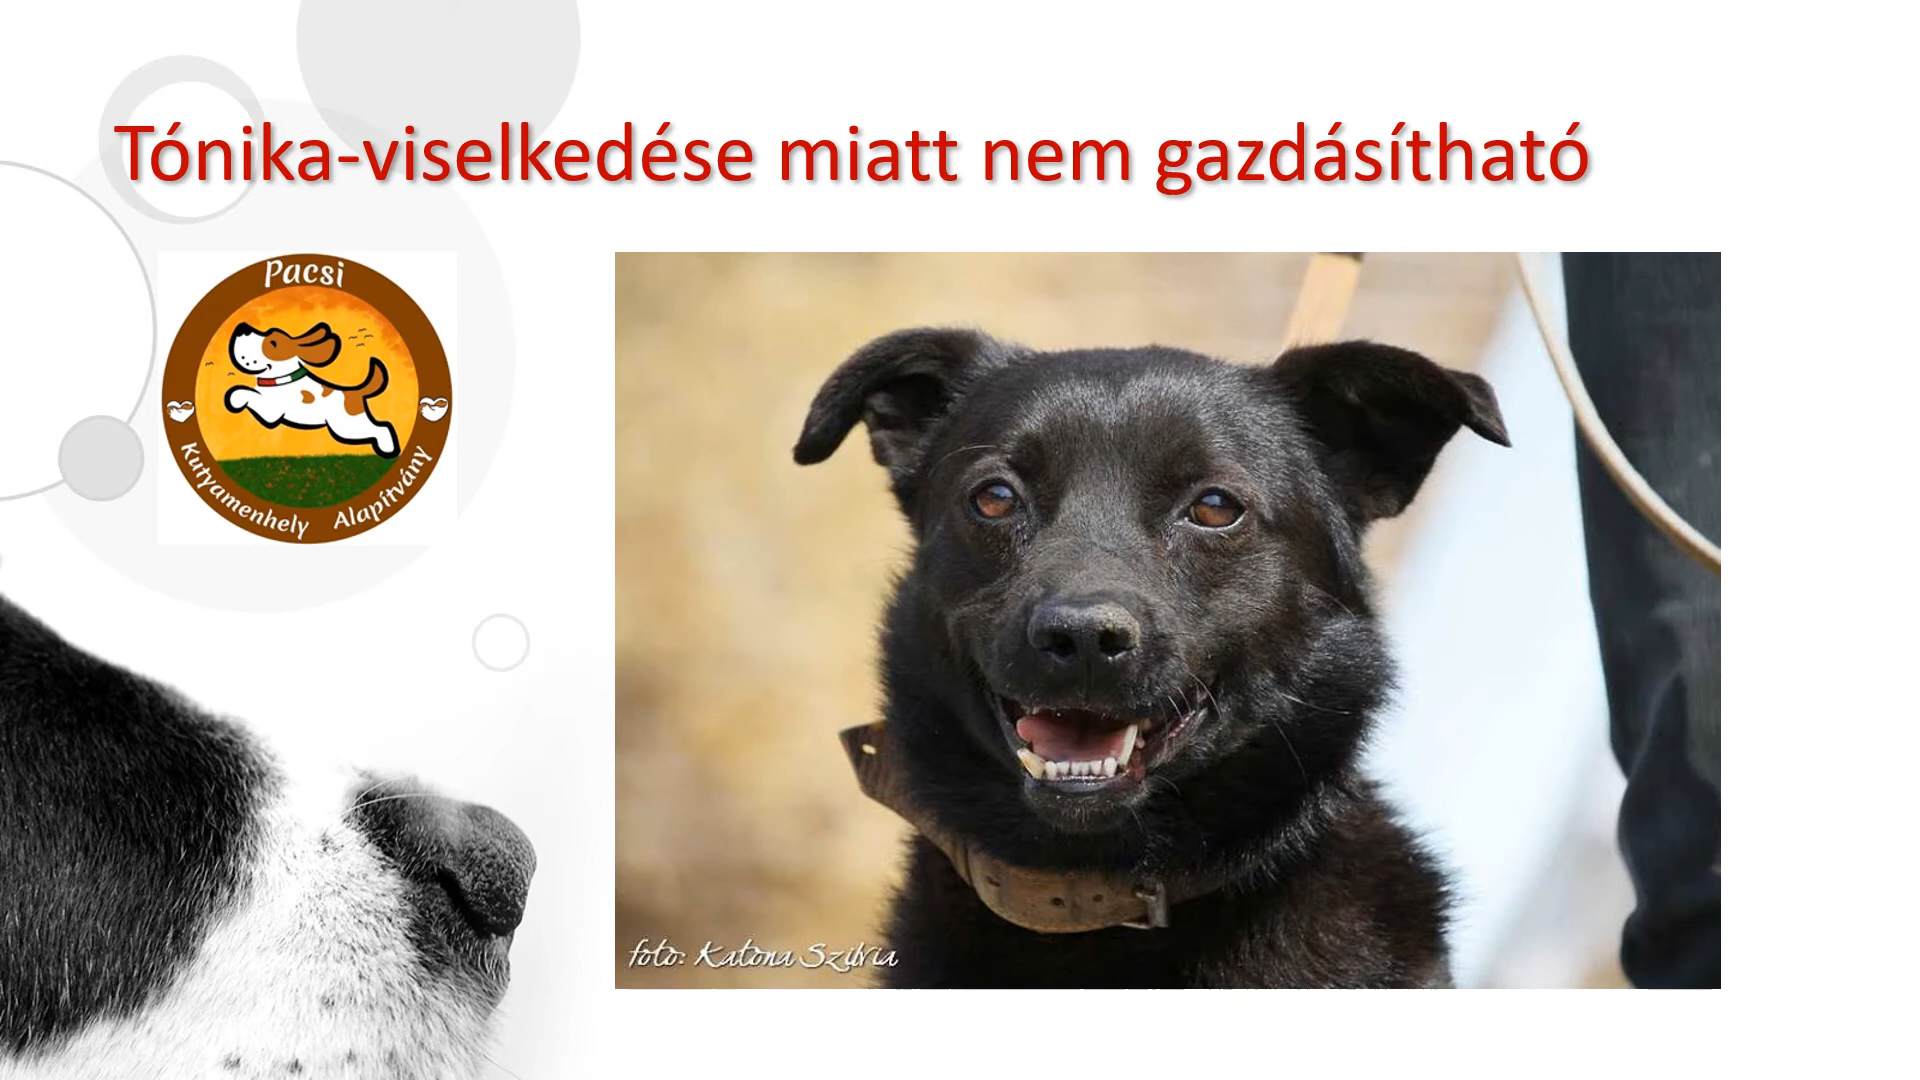 Tónika-viselkedése miatt nem gazdásítható
Pacsi
Kutyamenhely Alapítvány
fotó: Katona Szilvia